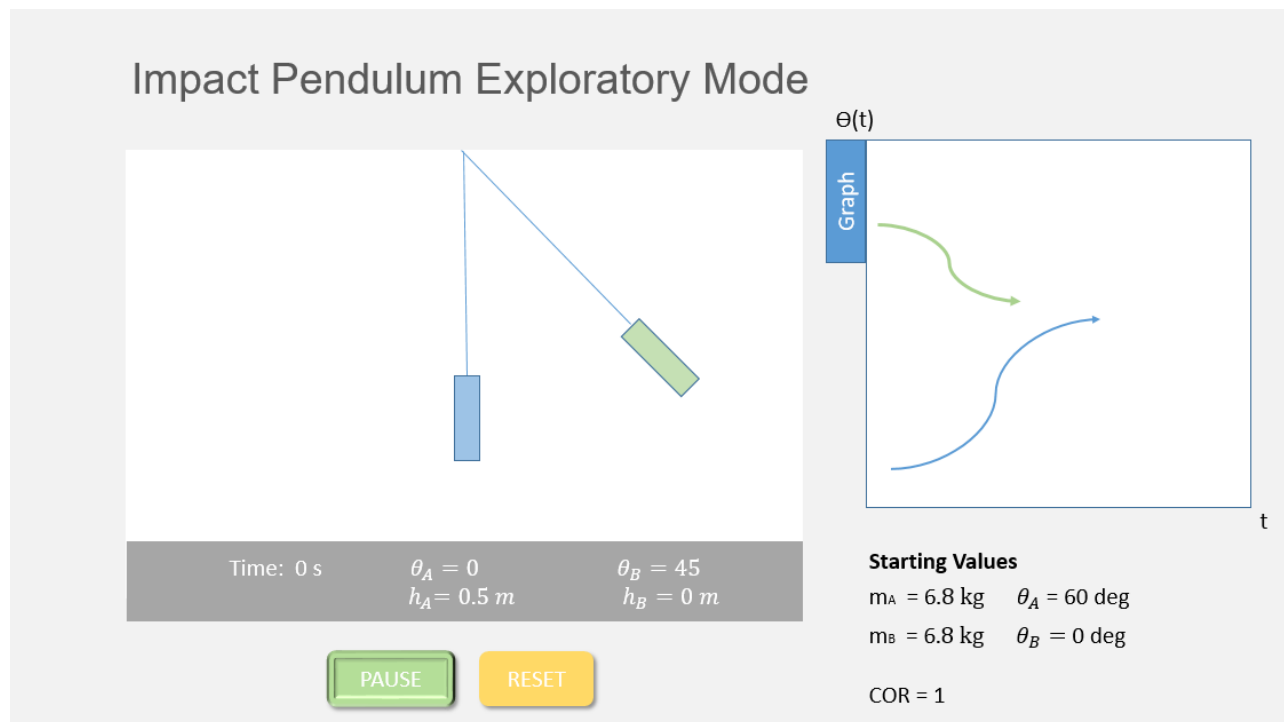 Impact Pendulum Exploratory Mode
ϴ(t)
Graph
t
Time: 0 s
θ_A = 0
θ_B = 45
h_A= 0.5 m
h_B = 0 m
PAUSE
RESET
Starting Values
mA = 6.8 kg θ_A = 60 deg
mB = 6.8 kg θ_B = 0 deg
COR = 1